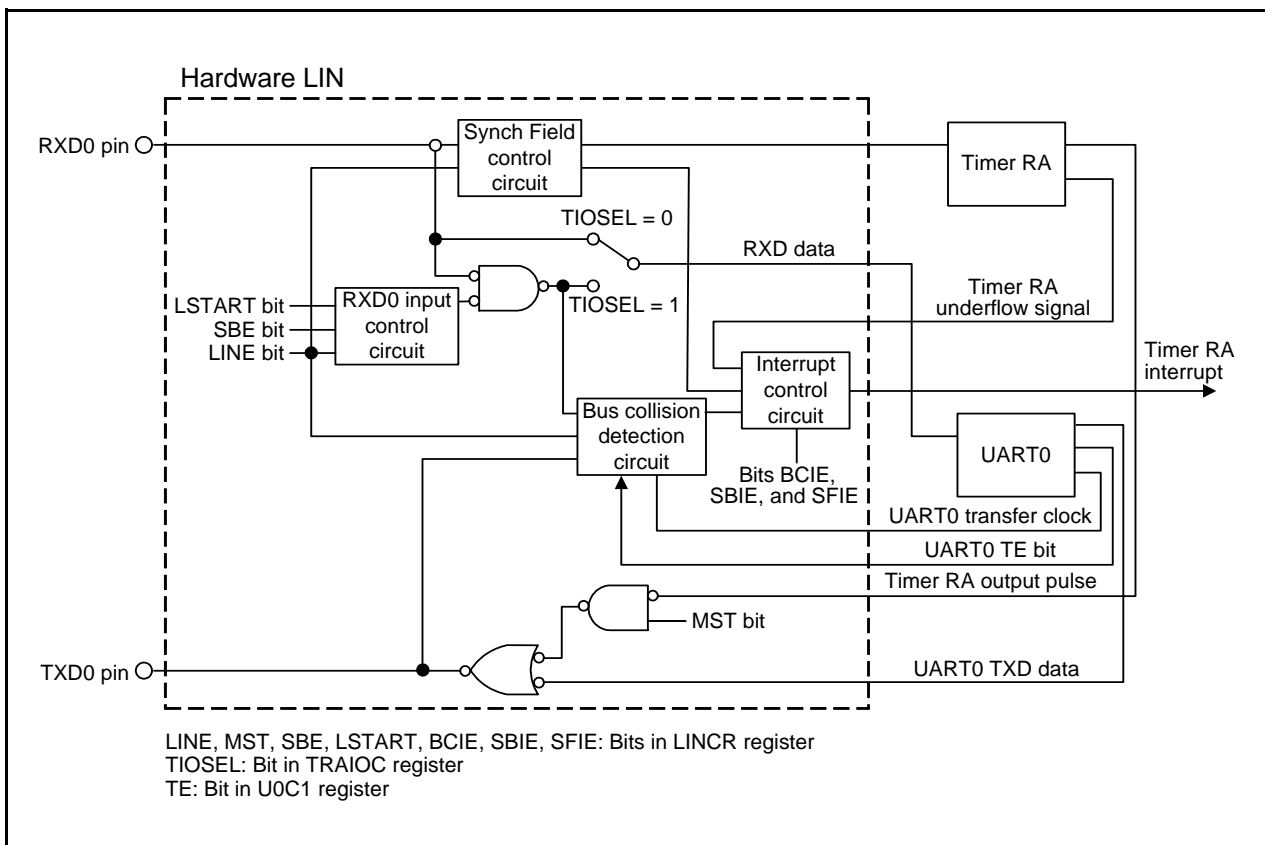 Hardware LIN
RXD0 pin
Synch Field
control
circuit
Timer RA
TIOSEL = 0
RXD data
LSTART bit
SBE bit
LINE bit
RXD0 input
control
circuit
TIOSEL = 1
Timer RA
underflow signal
Interrupt
control
circuit
Timer RA
interrupt
Bus collision
detection
circuit
Bits BCIE,
SBIE, and SFIE
UART0
UART0 transfer clock
UART0 TE bit
Timer RA output pulse
MST bit
TXD0 pin
UART0 TXD data
LINE, MST, SBE, LSTART, BCIE, SBIE, SFIE: Bits in LINCR register
TIOSEL: Bit in TRAIOC register
TE: Bit in U0C1 register